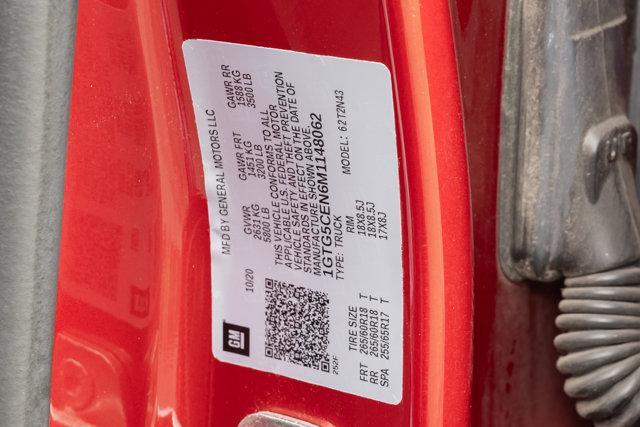 MFD BY GENERAL MOTORS LLC
10/20 GVWR GAWR FRT GAWR RR
2631 KG 1451 KG 1588 KG
5800 LB 3200 LB 3500 LB
THIS VEHICLE CONFORMS TO ALL
APPLICABLE U.S. FEDERAL MOTOR
VEHICLE SAFETY AND THEFT PREVENTION
STANDARDS IN EFFECT ON THE DATE OF
MANUFACTURE SHOWN ABOVE.
1GTG5CEN6M1148062
TYPE: TRUCK MODEL: 62T2N43
GM
252F
TIRE SIZE RIM
FRT 265/60R18 T 18X8.5J
RR 265/60R18 T 18X8.5J
SPA 255/65R17 T 17X8J